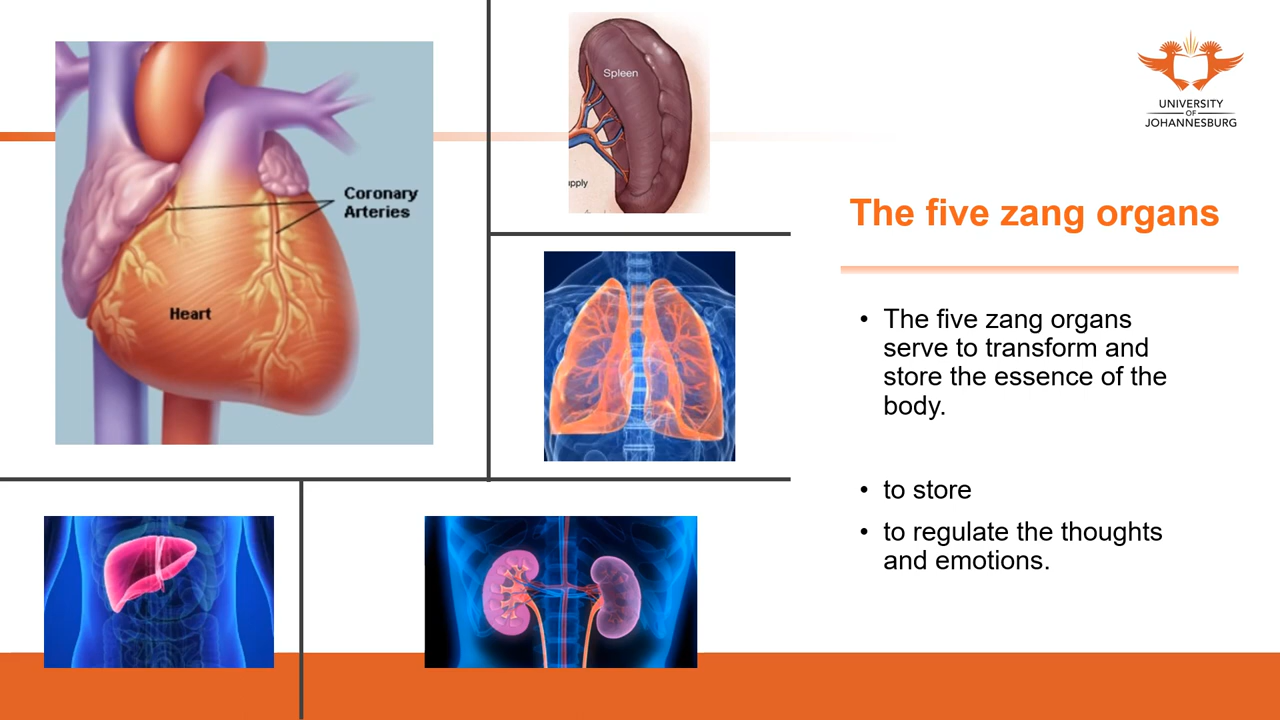 Coronary
Arteries
Heart
Spleen
apply
UNIVERSITY
OF
JOHANNESBURG
The five zang organs
• The five zang organs
serve to transform and
store the essence of the
body.
• to store
• to regulate the thoughts
and emotions.